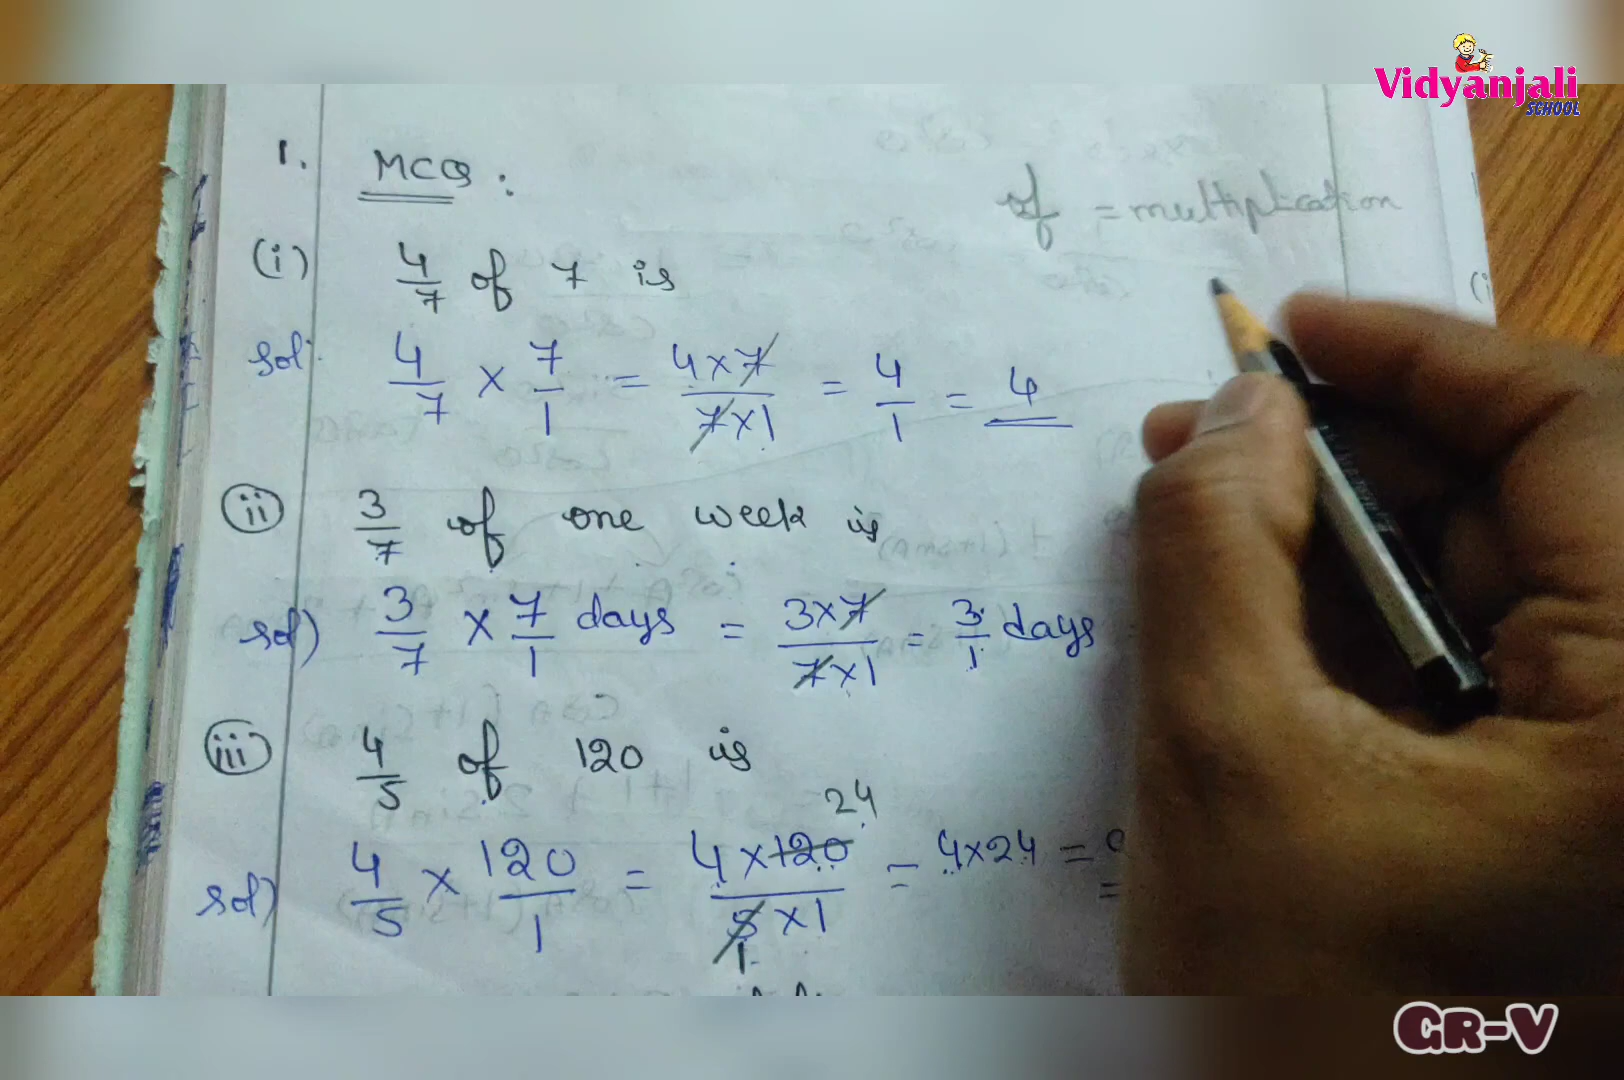 Vidyanjali
SCHOOL
1. MCQ :
of = multiplication
(i) 4/7 of 7 is
sol: 4/7 × 7/1 = 4×7/7×1 = 4/1 = 4
(ii) 3/7 of one week is
sol) 3/7 × 7/1 days = 3×7/7×1 = 3/1 days
(iii) 4/5 of 120 is
24
sol) 4/5 × 120/1 = 4×120/5×1 = 4×24 =
1
GR-V